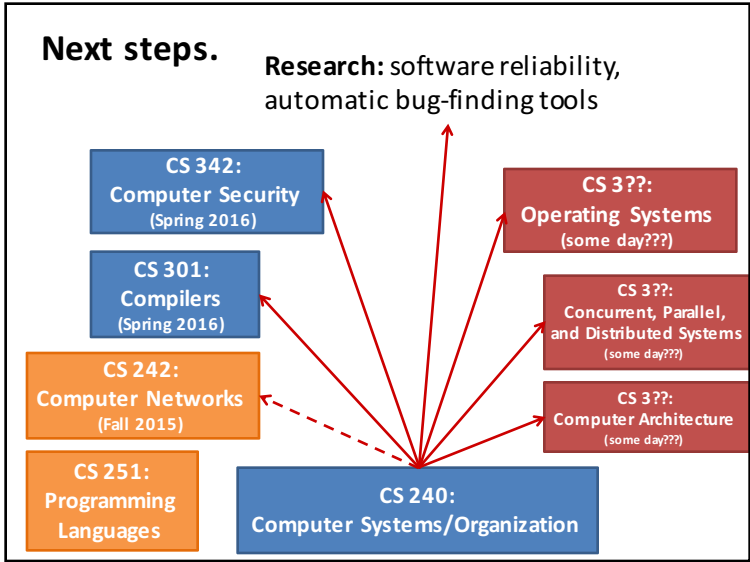 Next steps.
Research: software reliability,
automatic bug-finding tools
CS 342:
Computer Security
(Spring 2016)
CS 3??:
Operating Systems
(some day???)
CS 301:
Compilers
(Spring 2016)
CS 3??:
Concurrent, Parallel,
and Distributed Systems
(some day???)
CS 242:
Computer Networks
(Fall 2015)
CS 3??:
Computer Architecture
(some day???)
CS 251:
Programming
Languages
CS 240:
Computer Systems/Organization